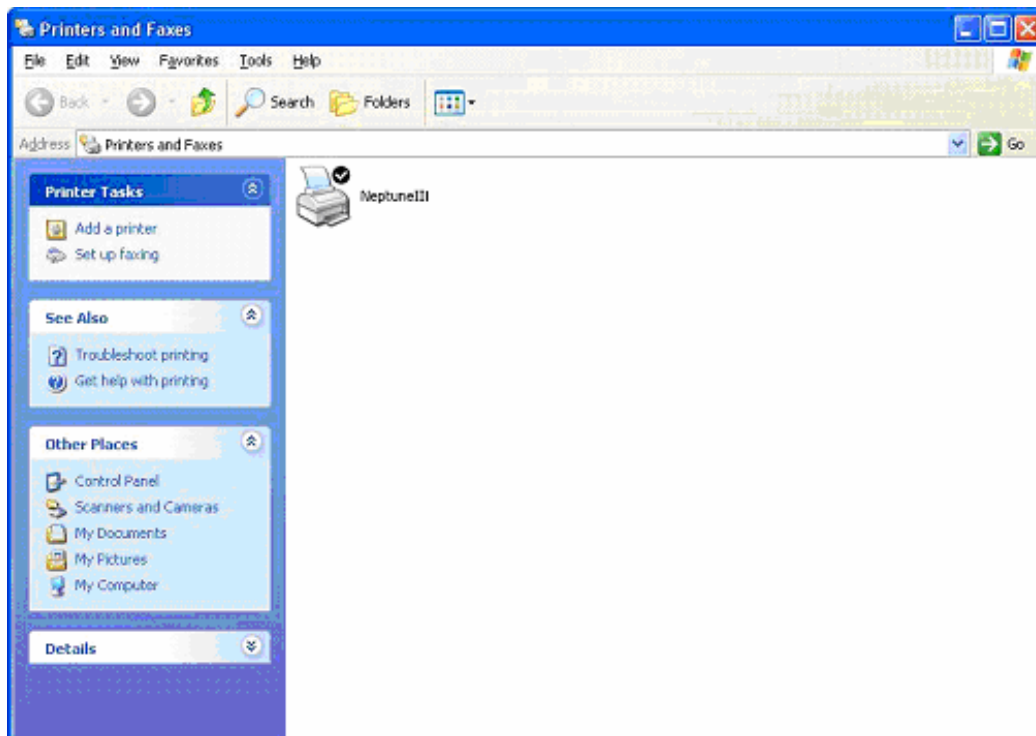 Printers and Faxes
File Edit View Favorites Tools Help
Back Search Folders
Address Printers and Faxes Go
Printer Tasks
Add a printer
Set up faxing
See Also
Troubleshoot printing
Get help with printing
Other Places
Control Panel
Scanners and Cameras
My Documents
My Pictures
My Computer
Details
NeptuneIII